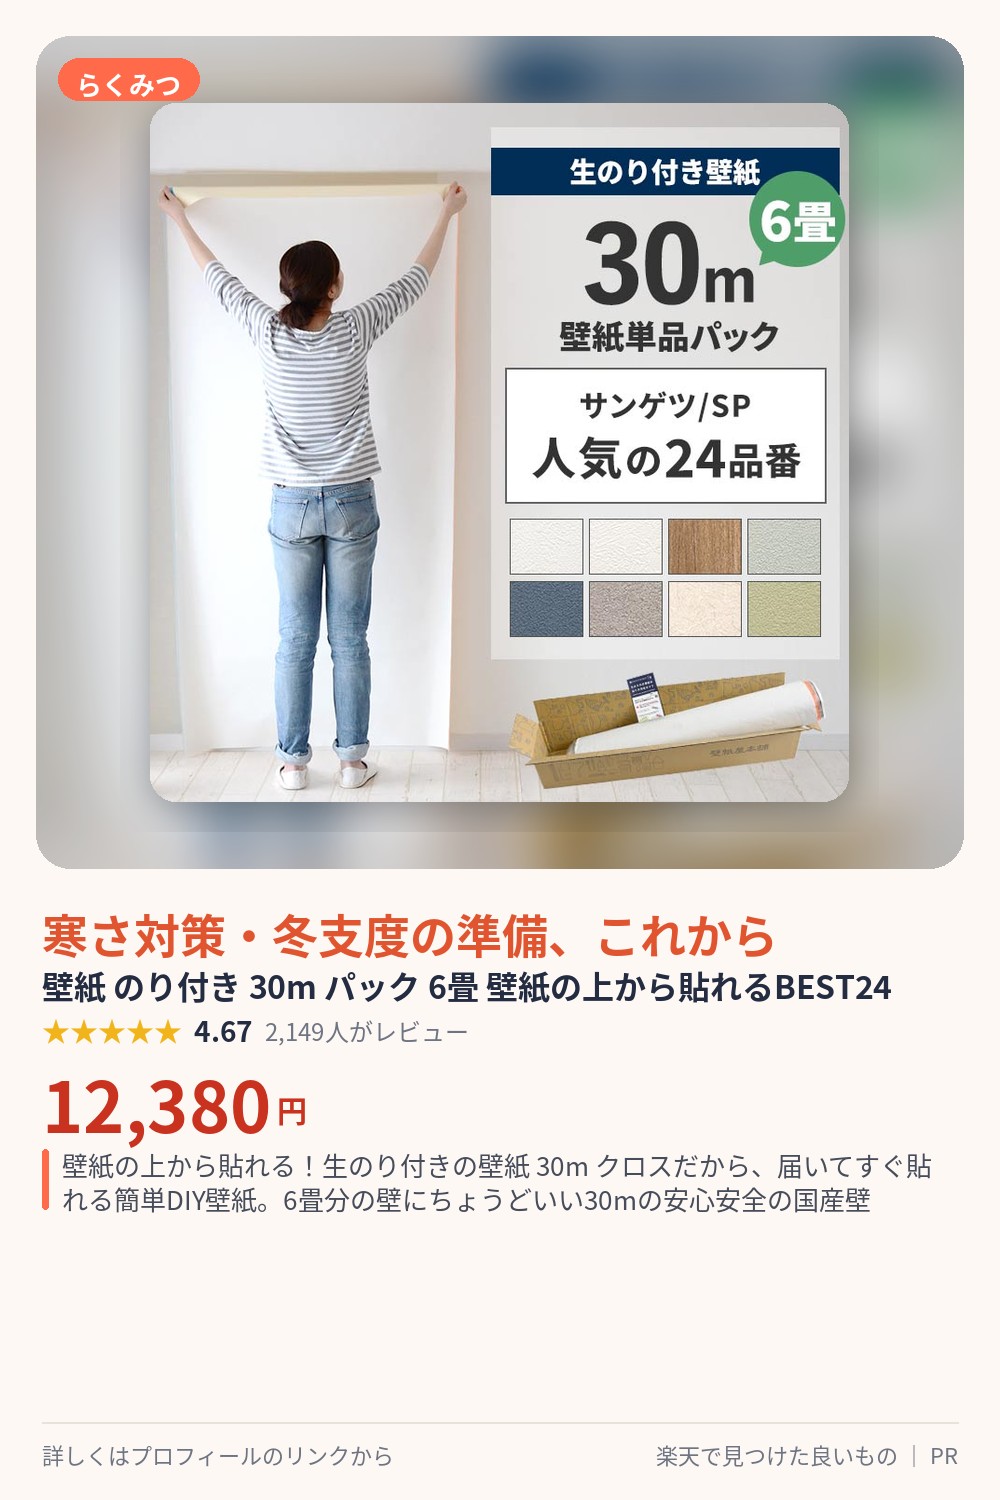 らくみつ
生のり付き壁紙
6畳
30m
壁紙単品パック
サンゲツ/SP
人気の24品番
寒さ対策・冬支度の準備、これから
壁紙 のり付き 30m パック 6畳 壁紙の上から貼れるBEST24
★★★★★ 4.67 2,149人がレビュー
12,380円
壁紙の上から貼れる！生のり付きの壁紙 30m クロスだから、届いてすぐ貼
れる簡単DIY壁紙。6畳分の壁にちょうどいい30mの安心安全の国産壁
詳しくはプロフィールのリンクから
楽天で見つけた良いもの ｜ PR